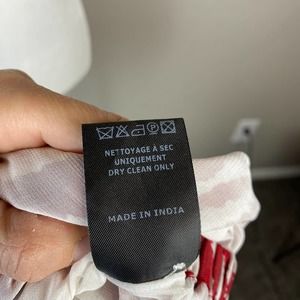 NETTOYAGE À SEC
UNIQUEMENT
DRY CLEAN ONLY
MADE IN INDIA